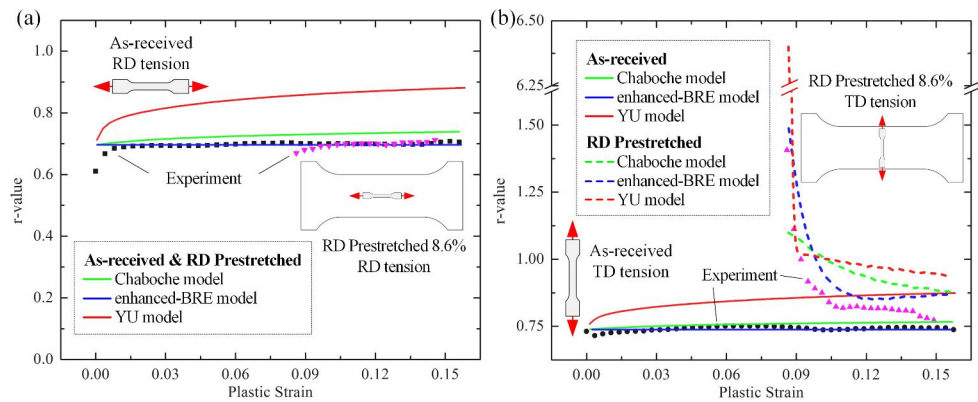 (a)
As-received
RD tension
Experiment
RD Prestretched 8.6%
RD tension
As-received & RD Prestretched
Chaboche model
enhanced-BRE model
YU model
r-value
1.0
0.8
0.6
0.4
0.2
0.0
0.00
0.03
0.06
0.09
0.12
0.15
Plastic Strain
(b)
As-received
Chaboche model
enhanced-BRE model
YU model
RD Prestretched
Chaboche model
enhanced-BRE model
YU model
RD Prestretched 8.6%
TD tension
As-received
TD tension
Experiment
r-value
6.50
6.25
1.50
1.25
1.00
0.75
0.00
0.03
0.06
0.09
0.12
0.15
Plastic Strain